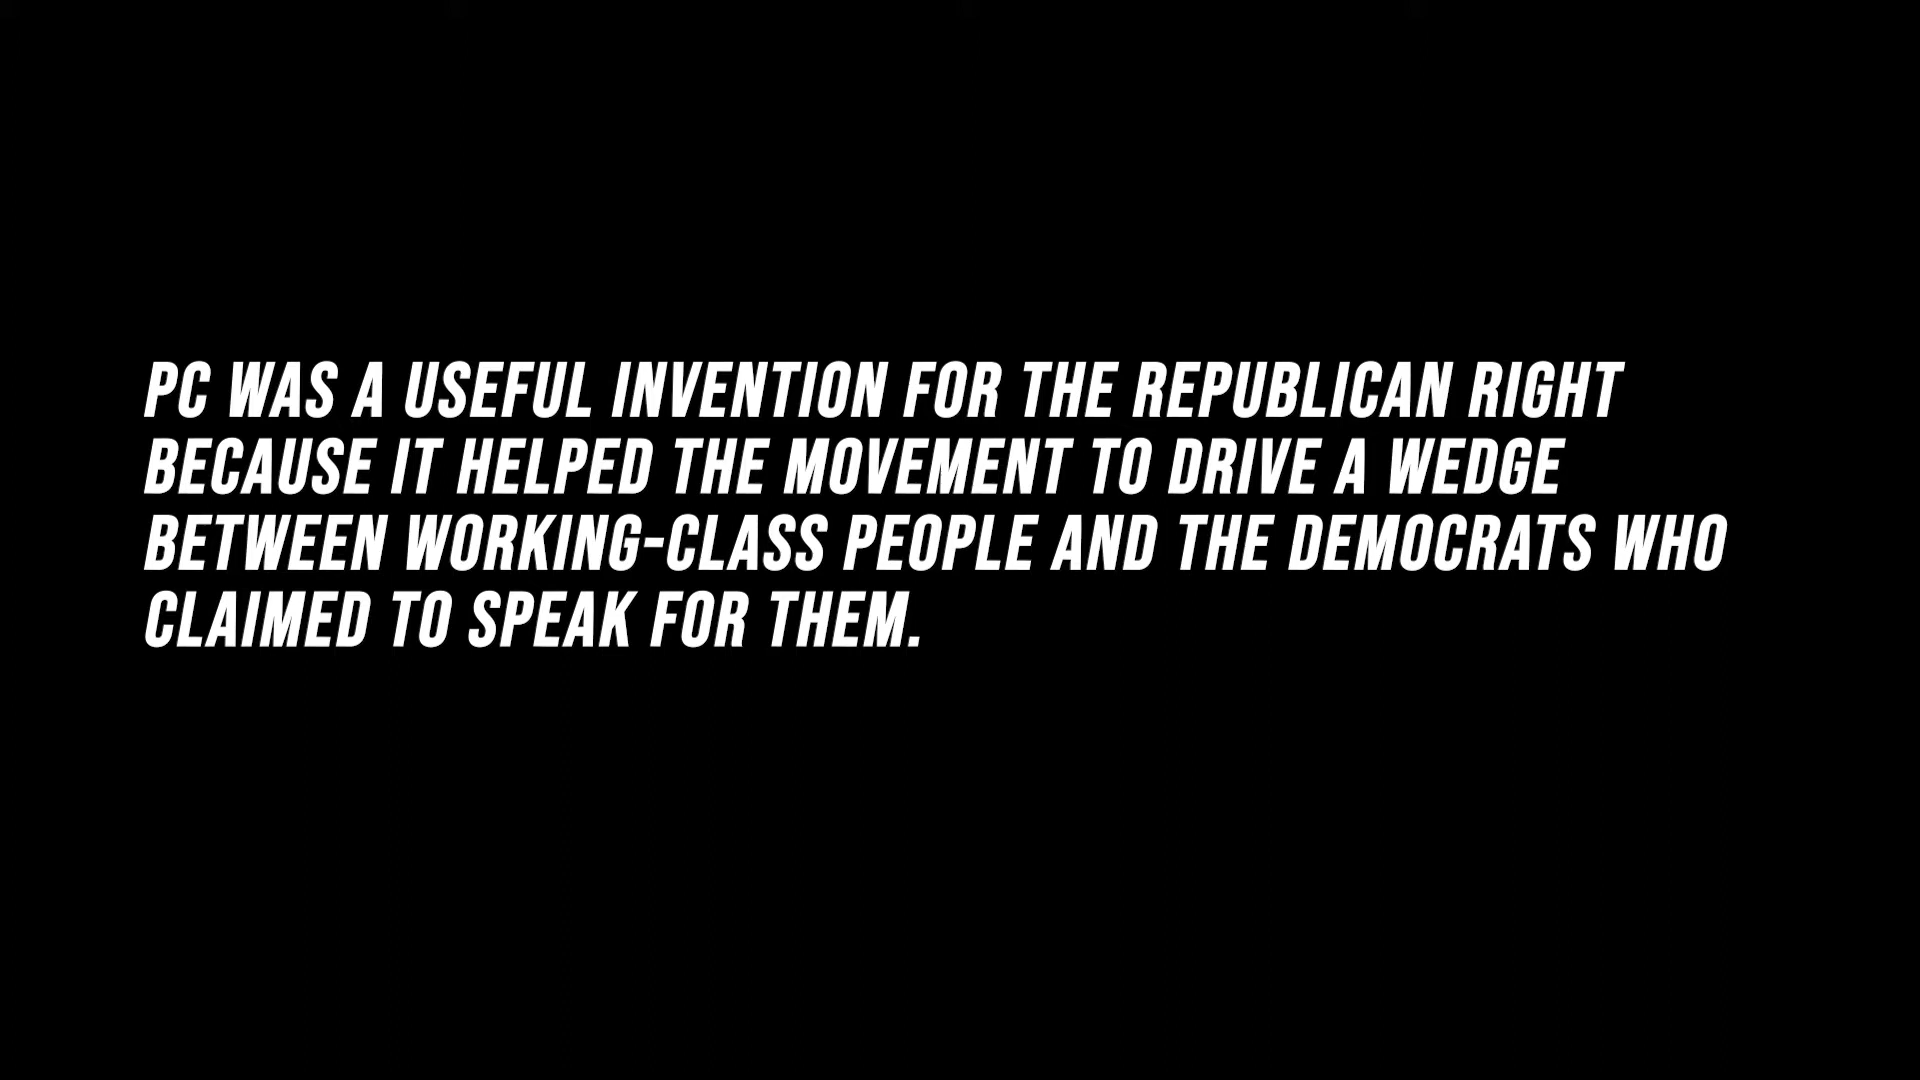 PC WAS A USEFUL INVENTION FOR THE REPUBLICAN RIGHT
BECAUSE IT HELPED THE MOVEMENT TO DRIVE A WEDGE
BETWEEN WORKING-CLASS PEOPLE AND THE DEMOCRATS WHO
CLAIMED TO SPEAK FOR THEM.